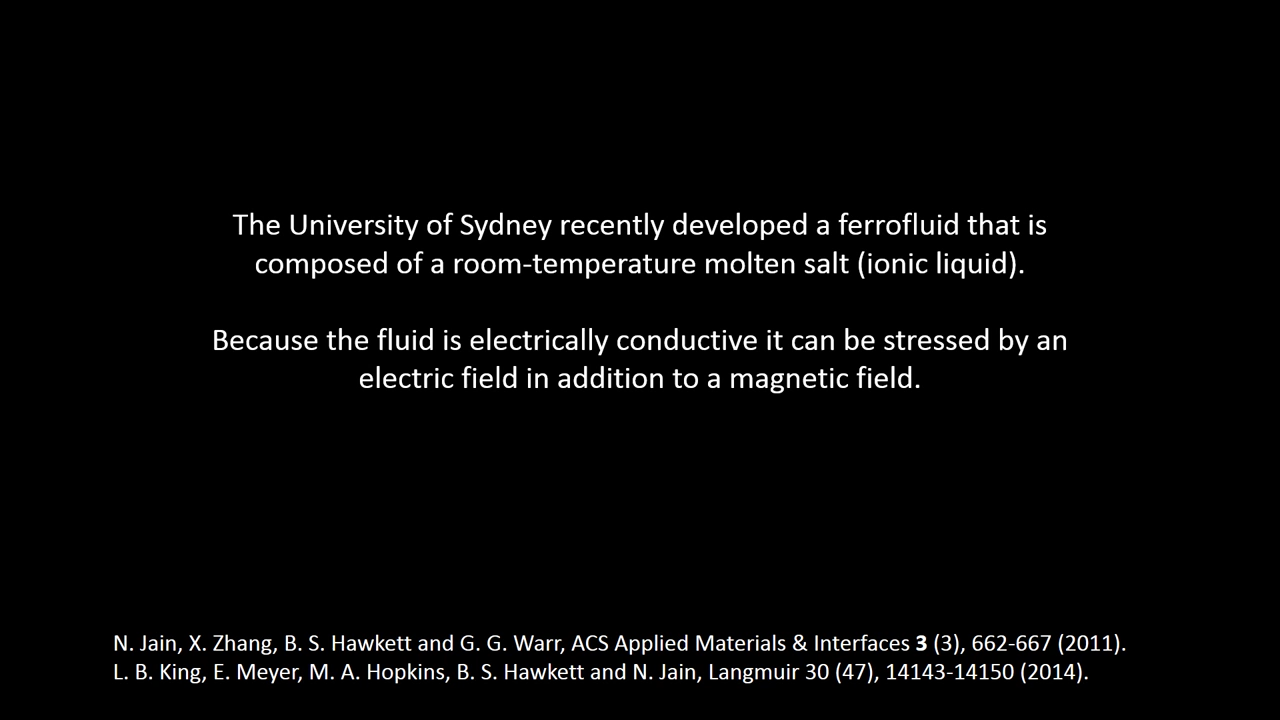 The University of Sydney recently developed a ferrofluid that is
composed of a room-temperature molten salt (ionic liquid).
Because the fluid is electrically conductive it can be stressed by an
electric field in addition to a magnetic field.
N. Jain, X. Zhang, B. S. Hawkett and G. G. Warr, ACS Applied Materials & Interfaces 3 (3), 662-667 (2011).
L. B. King, E. Meyer, M. A. Hopkins, B. S. Hawkett and N. Jain, Langmuir 30 (47), 14143-14150 (2014).